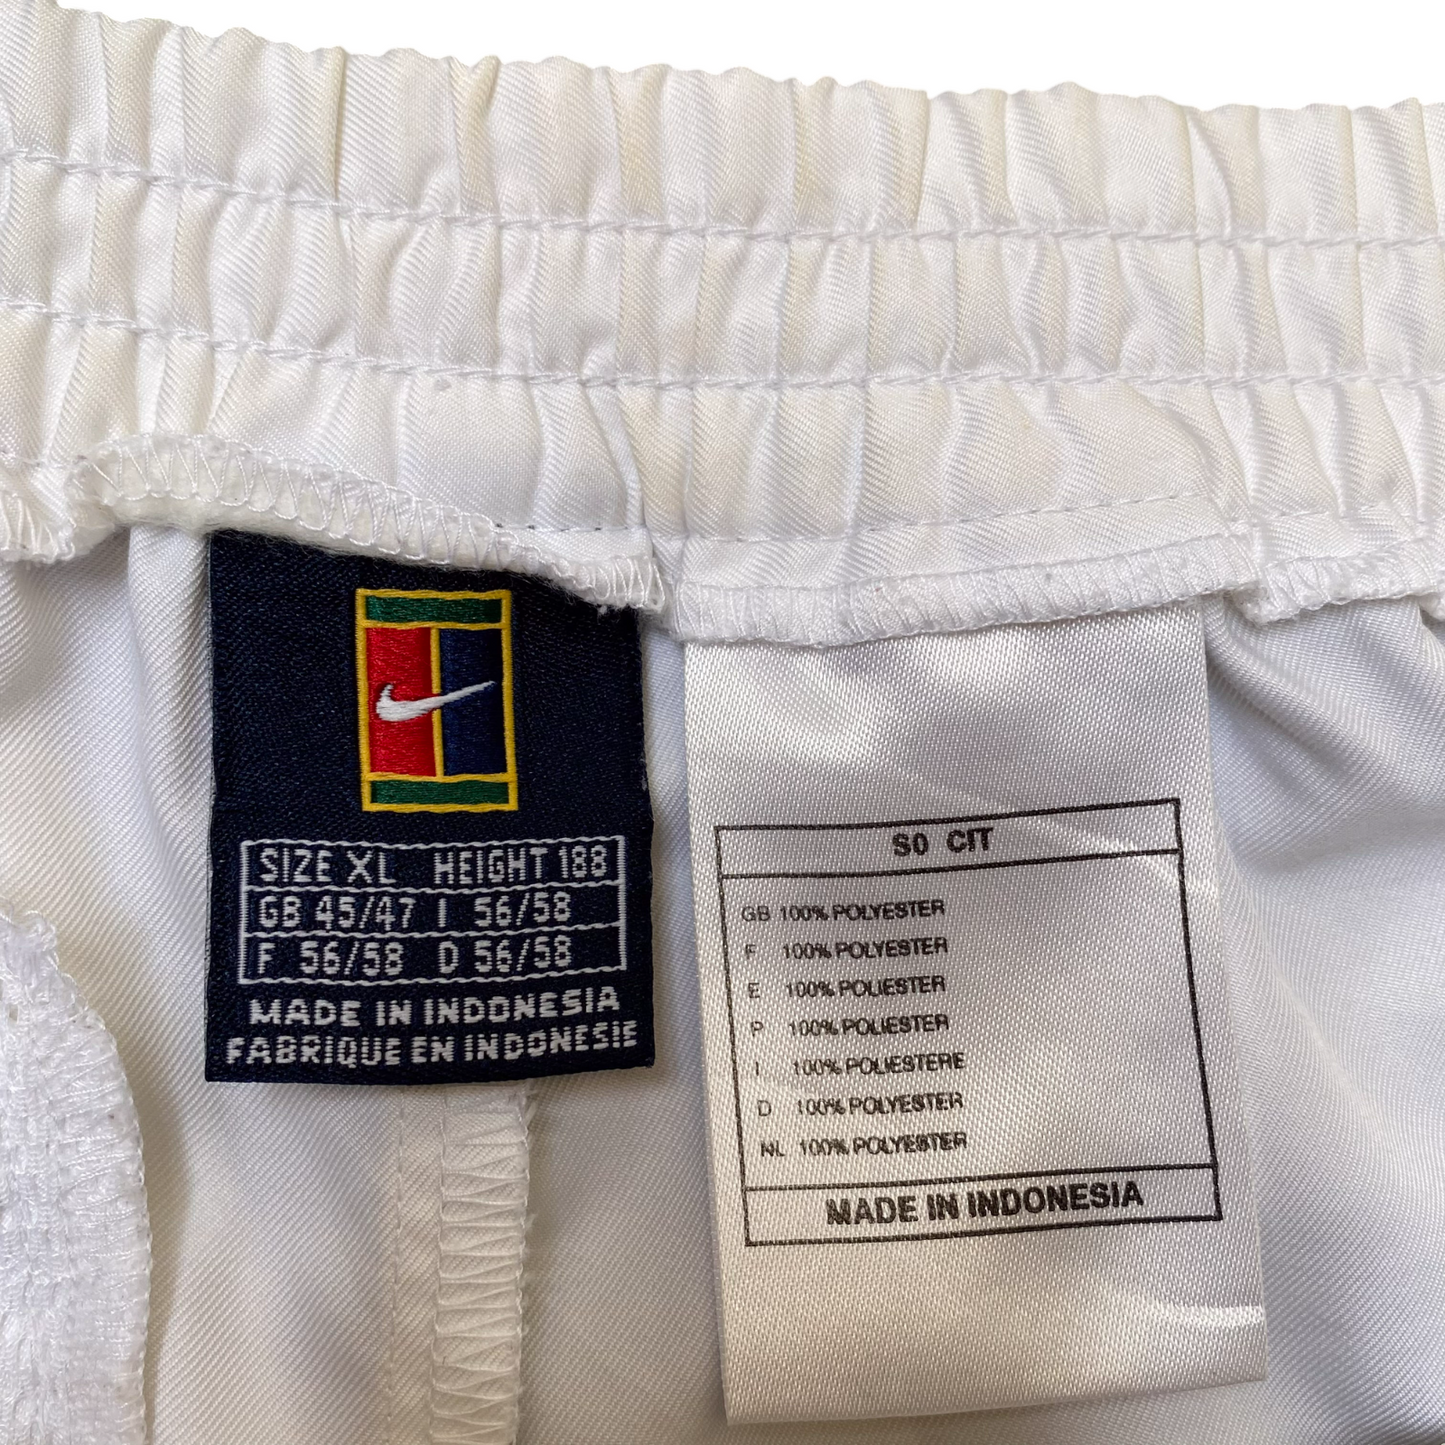 SIZE XL HEIGHT 188
GB 45/47 I 56/58
F 56/58 D 56/58
MADE IN INDONESIA
FABRIQUE EN INDONESIE
S0 CIT
GB 100% POLYESTER
F 100% POLYESTER
E 100% POLIESTER
P 100% POLIESTER
I 100% POLIESTERE
D 100% POLYESTER
NL 100% POLYESTER
MADE IN INDONESIA